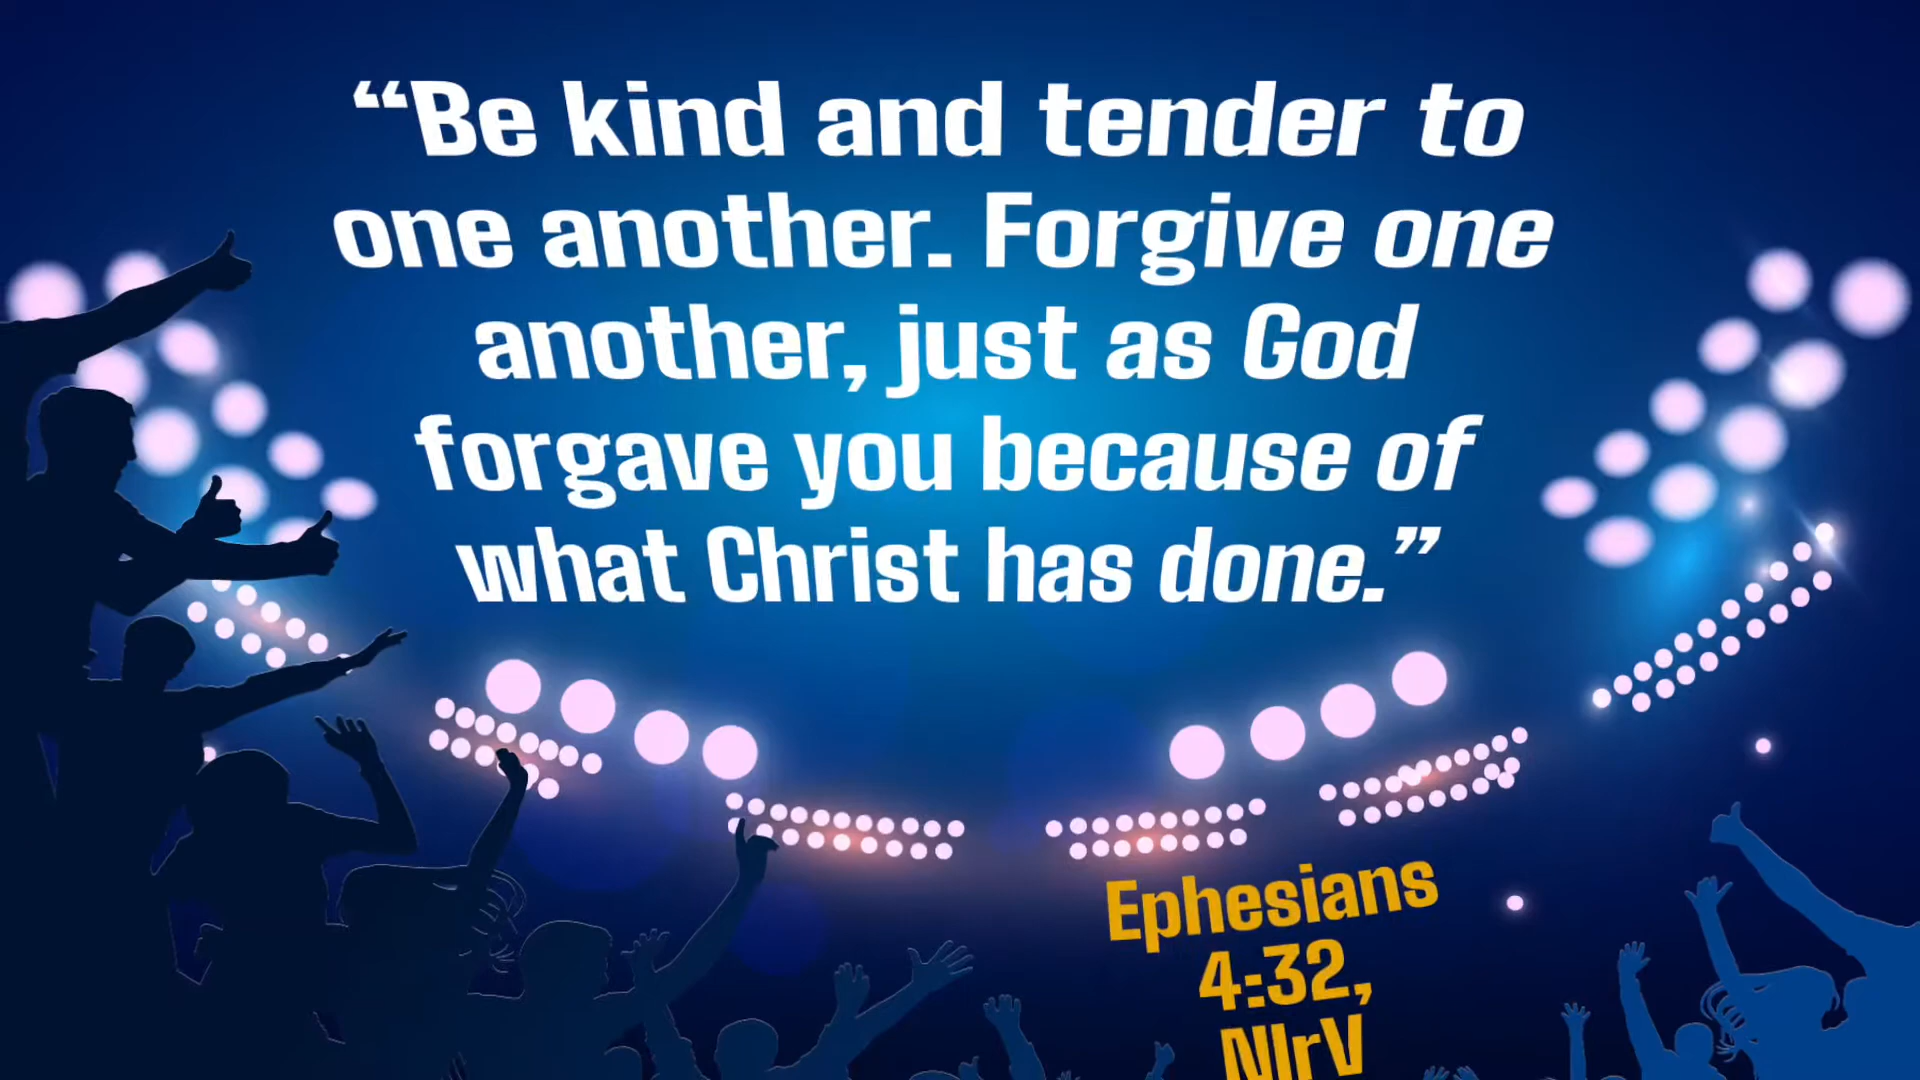 “Be kind and tender to
one another. Forgive one
another, just as God
forgave you because of
what Christ has done.”
Ephesians
4:32,
NIrV